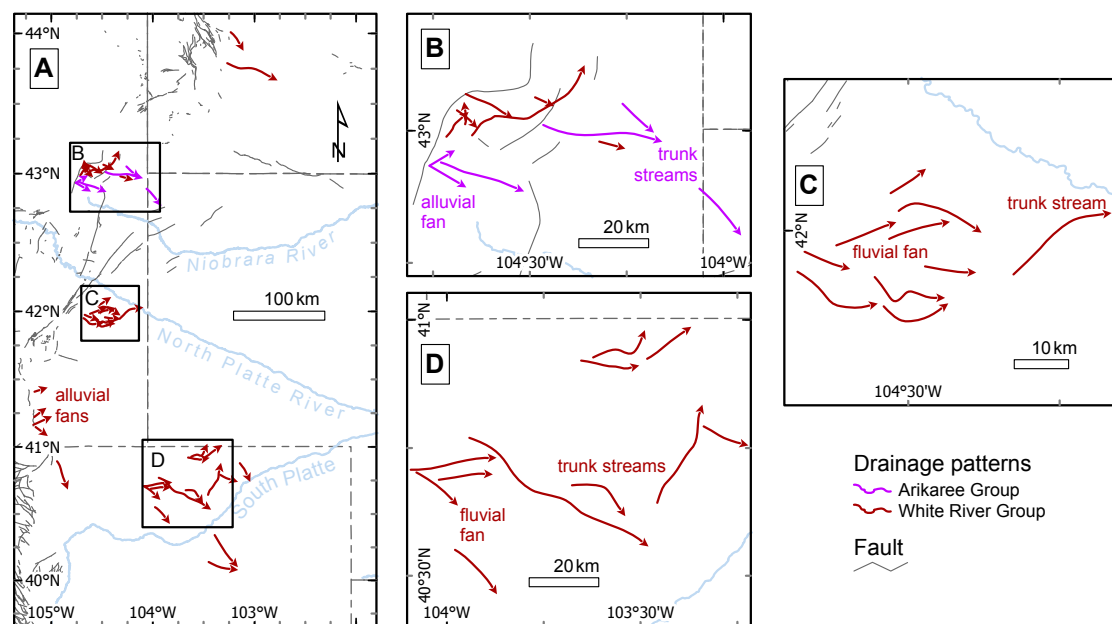 44°N
A
N
B
43°N
Niobrara River
C
42°N
100 km
North Platte River
alluvial
fans
41°N
D
South Platte
40°N
105°W
104°W
103°W
B
43°N
trunk
streams
alluvial
fan
20 km
104°30'W
104°W
41°N
D
trunk streams
fluvial
fan
40°30'N
20 km
104°W
103°30'W
C
trunk stream
42°N
fluvial fan
10 km
104°30'W
Drainage patterns
Arikaree Group
White River Group
Fault